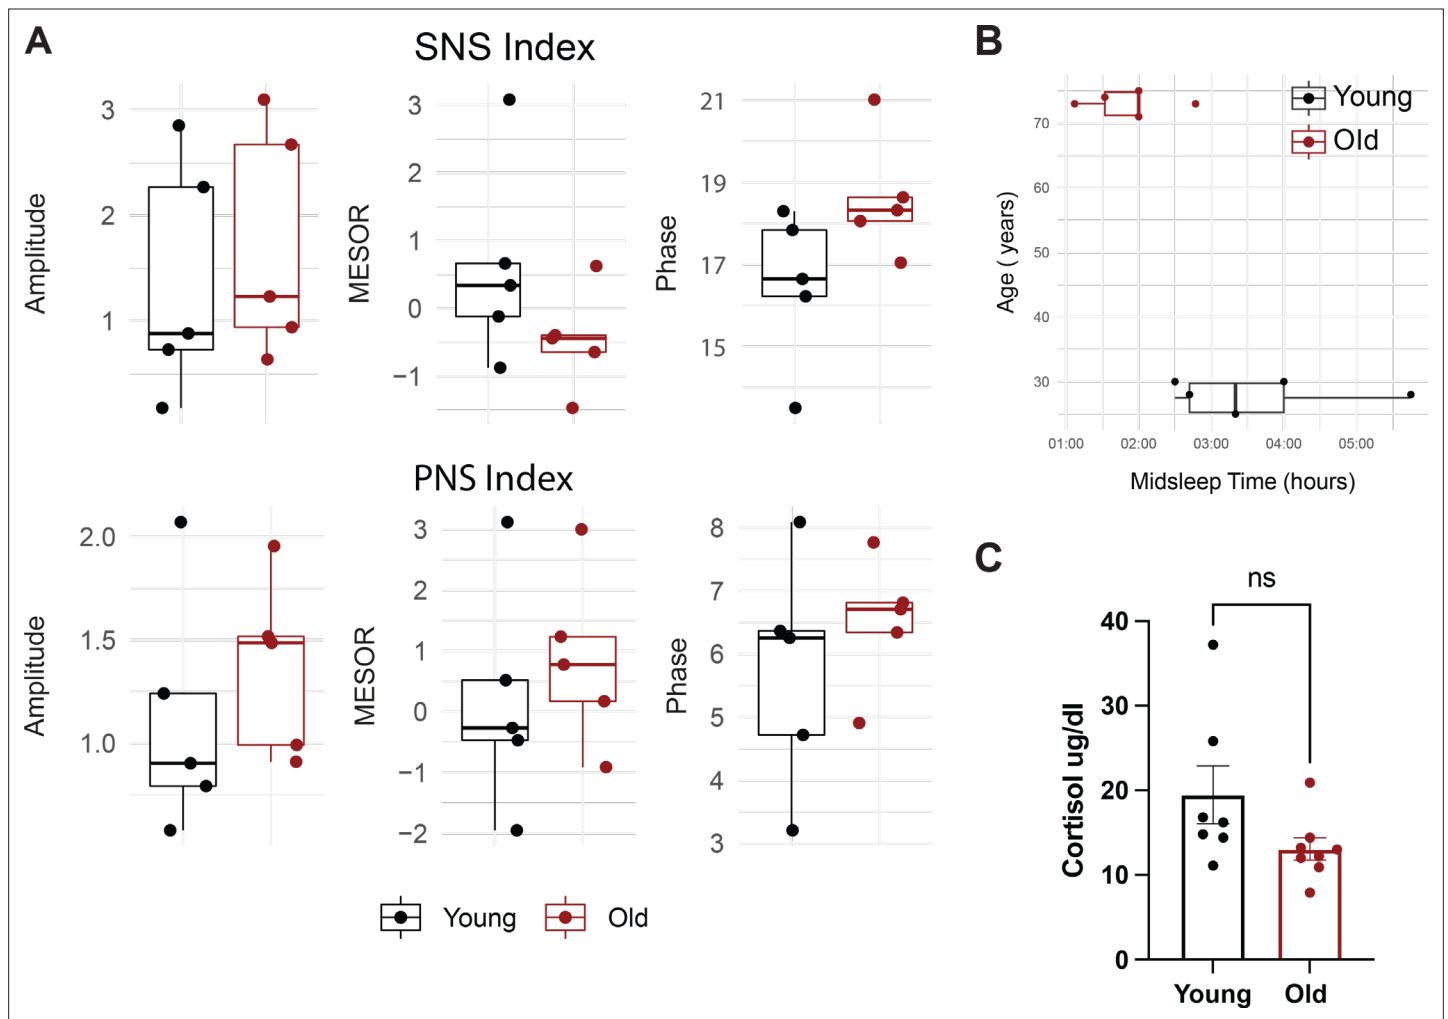 A
SNS Index
Amplitude
3
2
1
MESOR
3
2
1
0
−1
Phase
21
19
17
15
PNS Index
Amplitude
2.0
1.5
1.0
MESOR
3
2
1
0
−1
−2
Phase
8
7
6
5
4
3
Young
Old
B
Young
Old
Age ( years)
70
60
50
40
30
01:00 02:00 03:00 04:00 05:00
Midsleep Time (hours)
C
ns
Cortisol ug/dl
40
30
20
10
0
Young Old